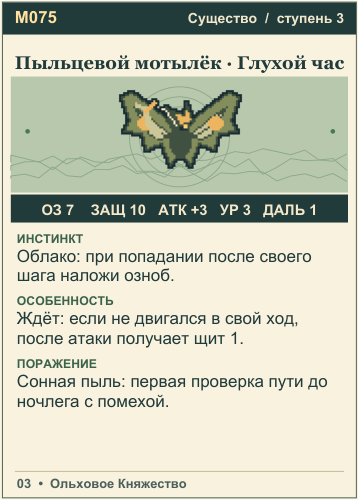 M075
Существо / ступень 3
Пыльцевой мотылёк · Глухой час
ОЗ 7 ЗАЩ 10 АТК +3 УР 3 ДАЛЬ 1
ИНСТИНКТ
Облако: при попадании после своего
шага наложи озноб.
ОСОБЕННОСТЬ
Ждёт: если не двигался в свой ход,
после атаки получает щит 1.
ПОРАЖЕНИЕ
Сонная пыль: первая проверка пути до
ночлега с помехой.
03 • Ольховое Княжество